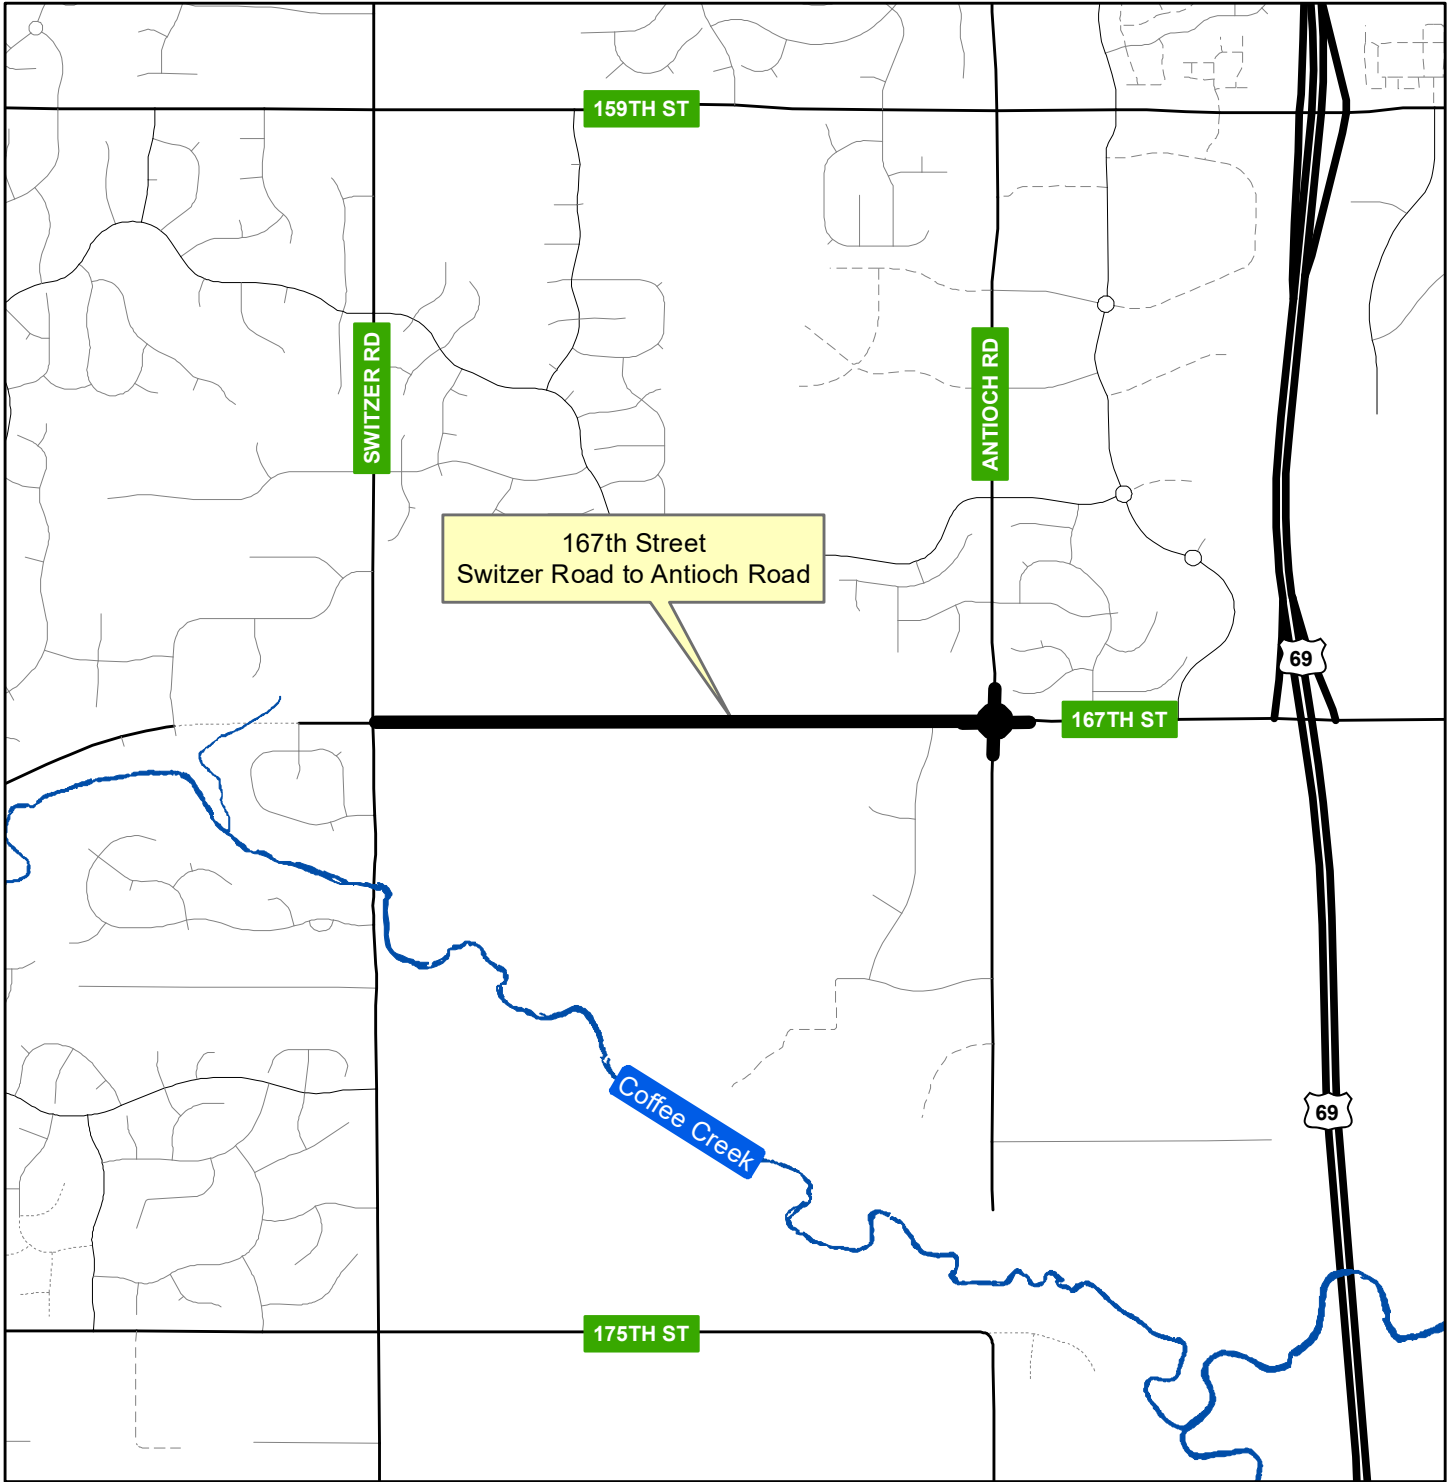 159TH ST
SWITZER RD
ANTIOCH RD
167th Street
Switzer Road to Antioch Road
69
167TH ST
Coffee Creek
69
175TH ST